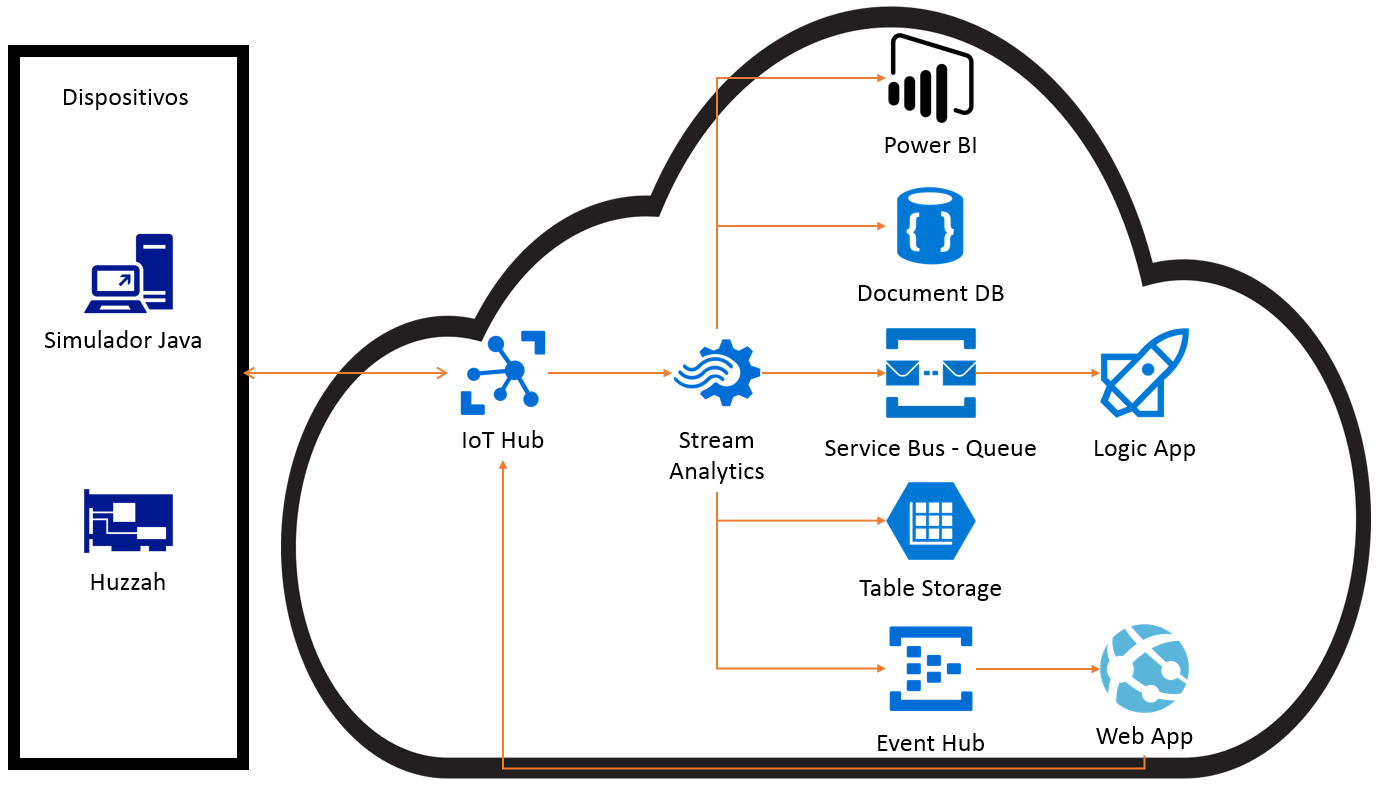 Dispositivos
Simulador Java
Huzzah
IoT Hub
Stream
Analytics
Power BI
Document DB
Service Bus - Queue
Logic App
Table Storage
Event Hub
Web App